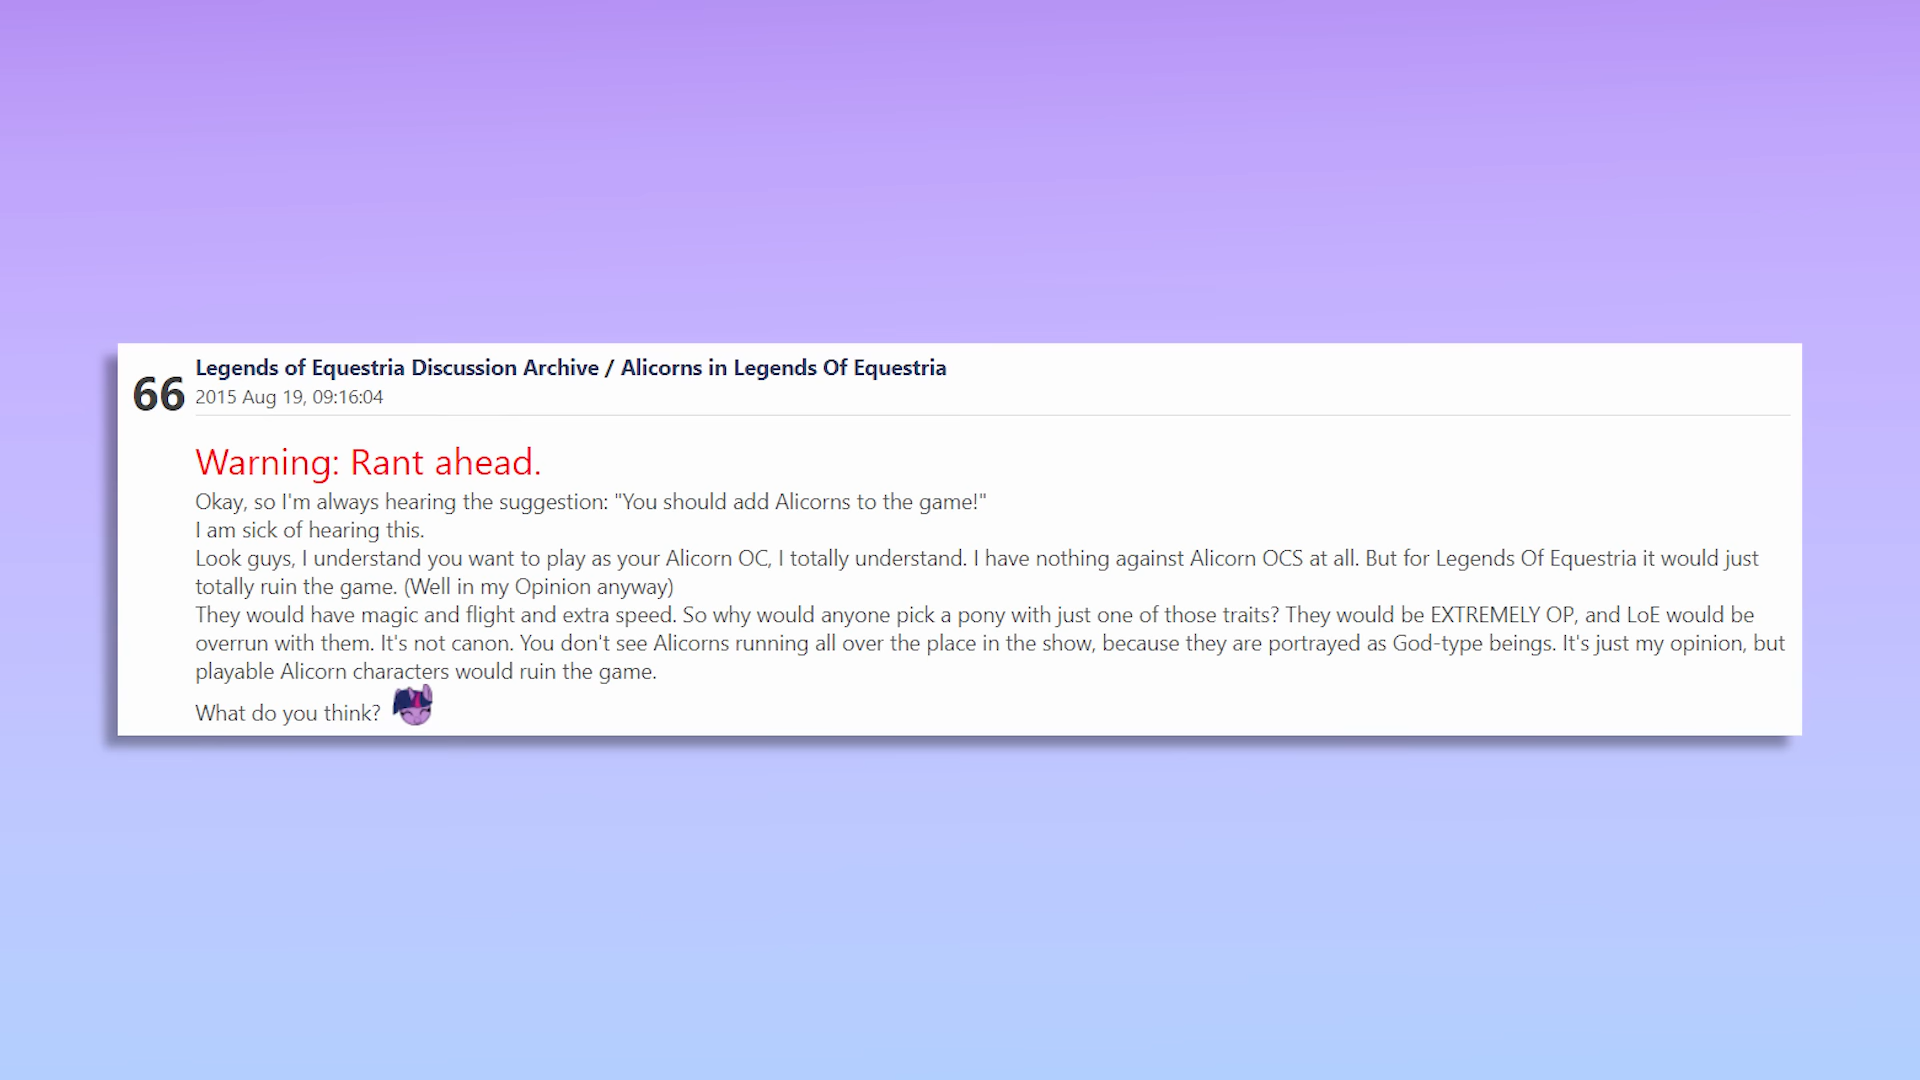 Legends of Equestria Discussion Archive / Alicorns in Legends Of Equestria
66
2015 Aug 19, 09:16:04
Warning: Rant ahead.
Okay, so I'm always hearing the suggestion: "You should add Alicorns to the game!"
I am sick of hearing this.
Look guys, I understand you want to play as your Alicorn OC, I totally understand. I have nothing against Alicorn OCS at all. But for Legends Of Equestria it would just
totally ruin the game. (Well in my Opinion anyway)
They would have magic and flight and extra speed. So why would anyone pick a pony with just one of those traits? They would be EXTREMELY OP, and LoE would be
overrun with them. It's not canon. You don't see Alicorns running all over the place in the show, because they are portrayed as God-type beings. It's just my opinion, but
playable Alicorn characters would ruin the game.
What do you think?